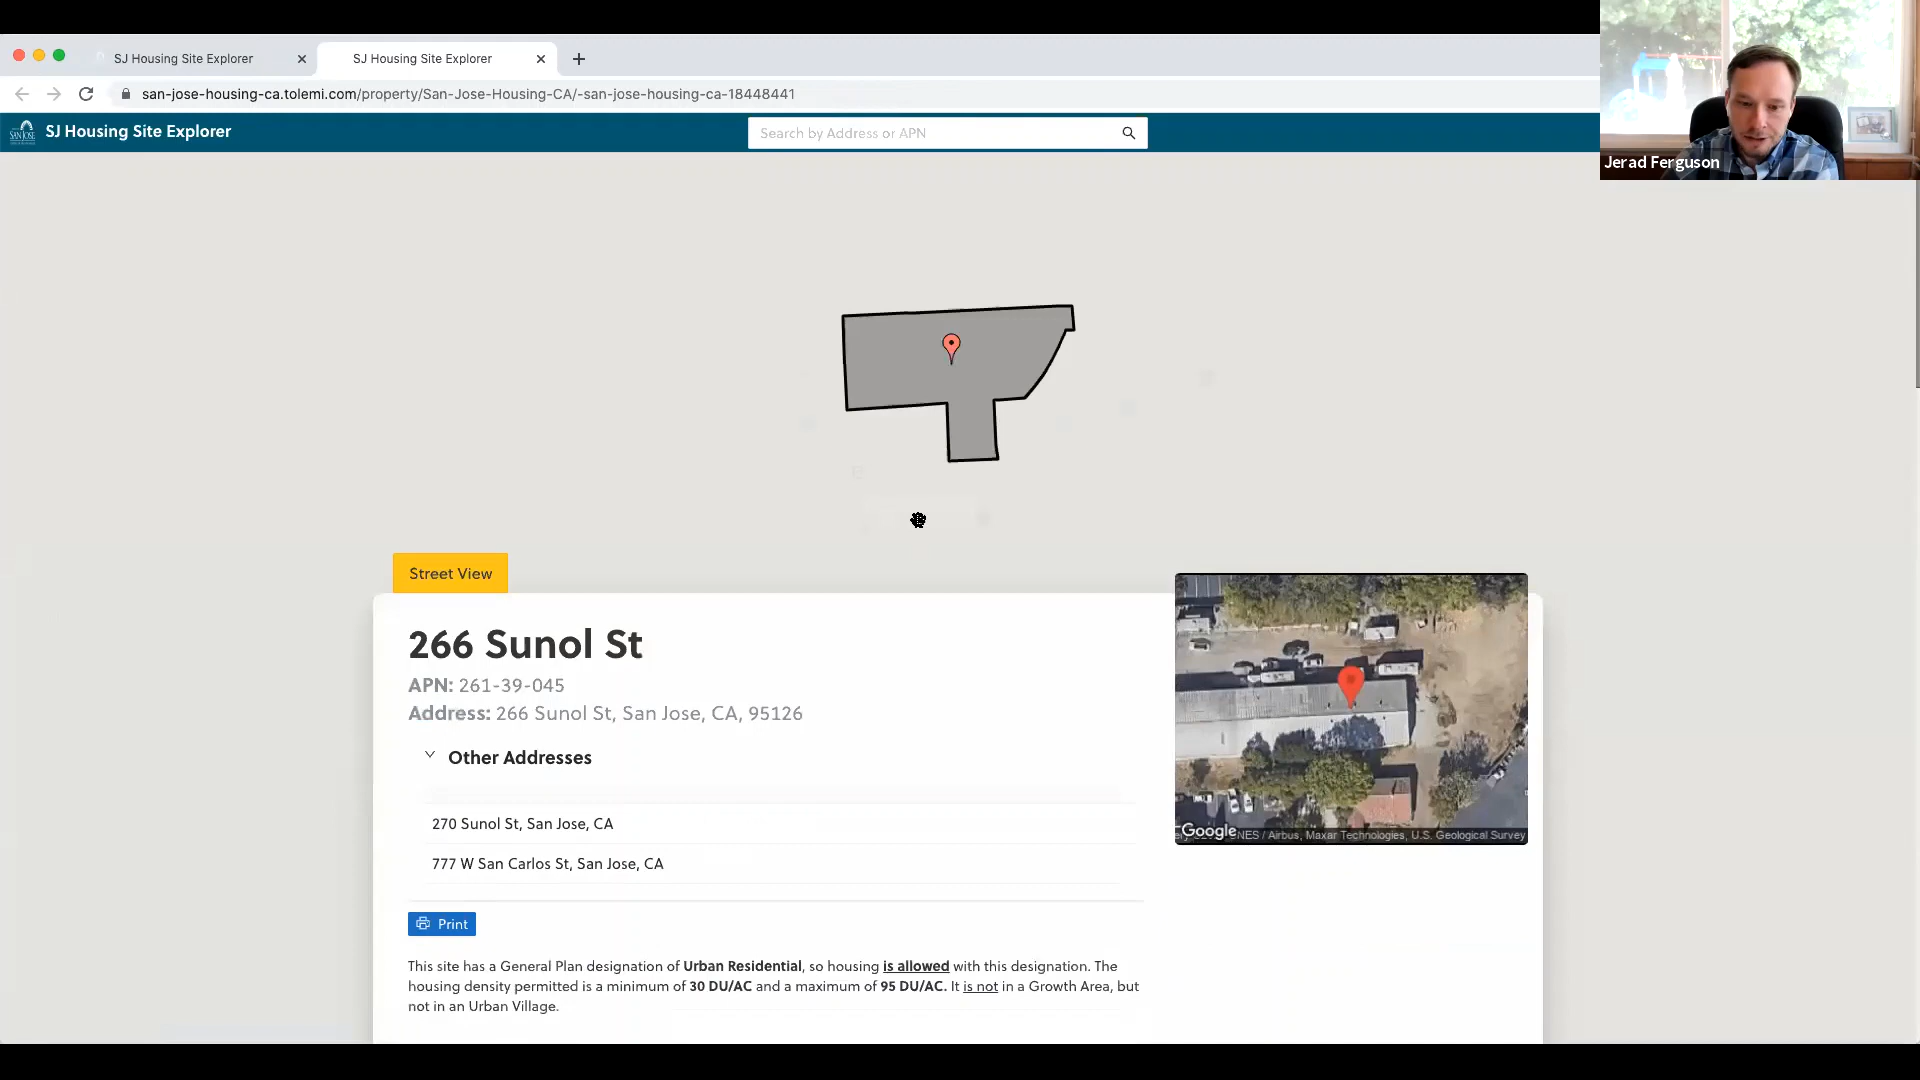 SJ Housing Site Explorer
SJ Housing Site Explorer
san-jose-housing-ca.tolemi.com/property/San-Jose-Housing-CA/-san-jose-housing-ca-18448441
SAN JOSE
SJ Housing Site Explorer
Search by Address or APN
Jerad Ferguson
Street View
266 Sunol St
APN: 261-39-045
Address: 266 Sunol St, San Jose, CA, 95126
Other Addresses
270 Sunol St, San Jose, CA
777 W San Carlos St, San Jose, CA
Print
This site has a General Plan designation of Urban Residential, so housing is allowed with this designation. The
housing density permitted is a minimum of 30 DU/AC and a maximum of 95 DU/AC. It is not in a Growth Area, but
not in an Urban Village.
Google
/ Airbus, Maxar Technologies, U.S. Geological Survey